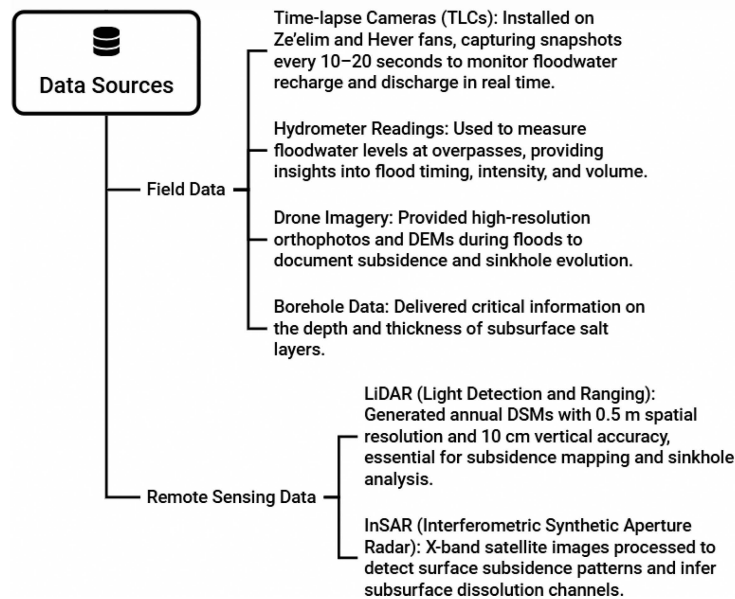 Data Sources
Time-lapse Cameras (TLCs): Installed on
Ze’elim and Hever fans, capturing snapshots
every 10–20 seconds to monitor floodwater
recharge and discharge in real time.
Hydrometer Readings: Used to measure
floodwater levels at overpasses, providing
insights into flood timing, intensity, and volume.
Field Data
Drone Imagery: Provided high-resolution
orthophotos and DEMs during floods to
document subsidence and sinkhole evolution.
Borehole Data: Delivered critical information on
the depth and thickness of subsurface salt
layers.
LiDAR (Light Detection and Ranging):
Generated annual DSMs with 0.5 m spatial
resolution and 10 cm vertical accuracy,
essential for subsidence mapping and sinkhole
analysis.
Remote Sensing Data
InSAR (Interferometric Synthetic Aperture
Radar): X-band satellite images processed to
detect surface subsidence patterns and infer
subsurface dissolution channels.